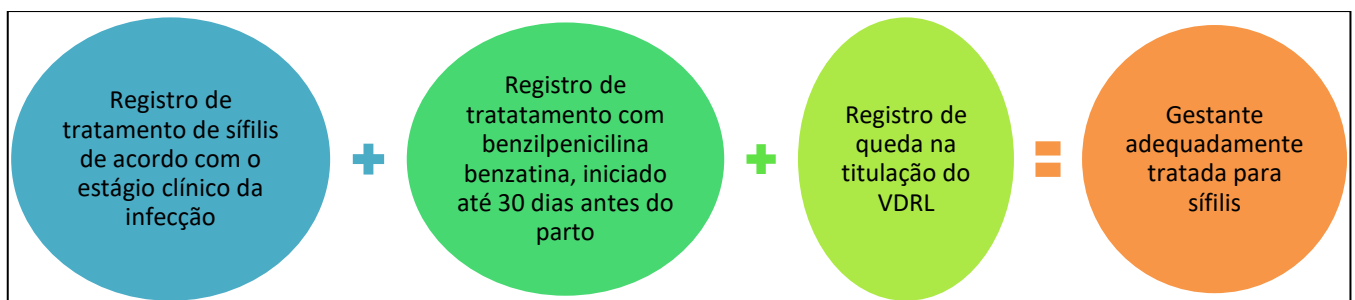 Registro de
tratamento de sífilis
de acordo com o
estágio clínico da
infecção
Registro de
tratatamento com
benzilpenicilina
benzatina, iniciado
até 30 dias antes do
parto
Registro de
queda na
titulação do
VDRL
Gestante
adequadamente
tratada para
sífilis